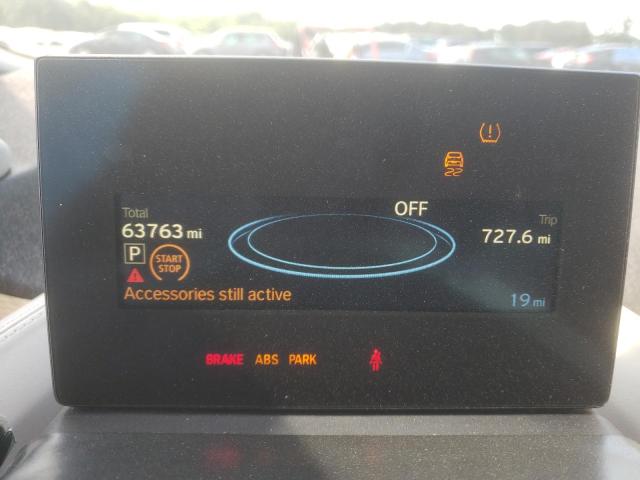 OFF
Total
63763 mi
Trip
727.6 mi
P
START
STOP
Accessories still active
19 mi
BRAKE ABS PARK